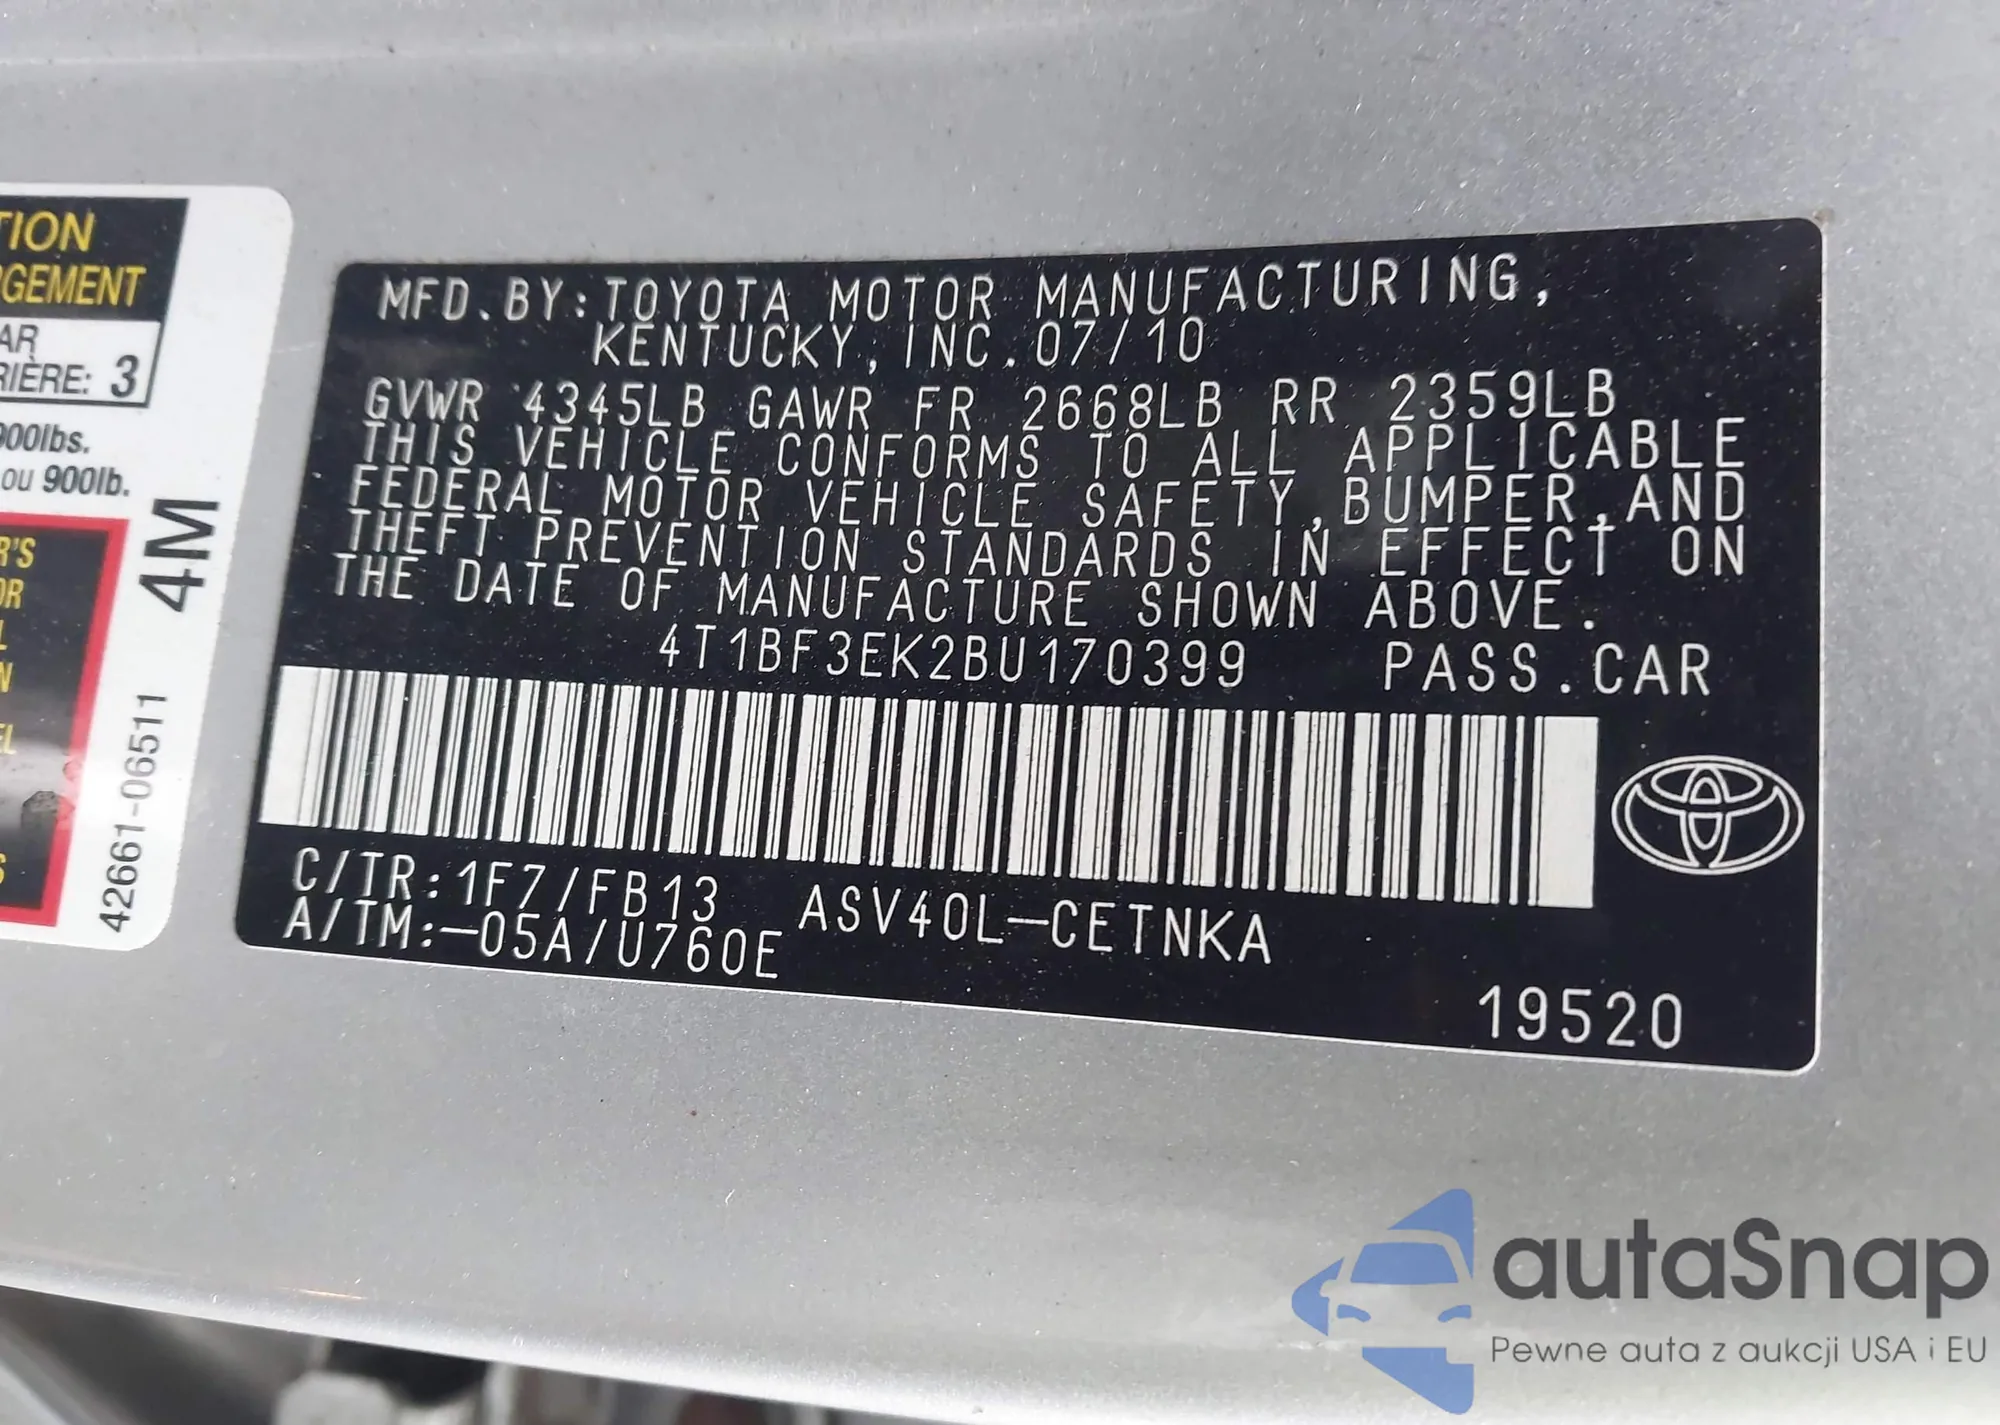 TION
RGEMENT
AR
RIÈRE: 3
900lbs.
ou 900lb.
R'S
OR
L
N
EL
S
4M
42661-06511
MFD.BY:TOYOTA MOTOR MANUFACTURING,
KENTUCKY,INC.07/10
GVWR 4345LB GAWR FR 2668LB RR 2359LB
THIS VEHICLE CONFORMS TO ALL APPLICABLE
FEDERAL MOTOR VEHICLE SAFETY,BUMPER,AND
THEFT PREVENTION STANDARDS IN EFFECT ON
THE DATE OF MANUFACTURE SHOWN ABOVE.
4T1BF3EK2BU170399 PASS.CAR
C/TR:1F7/FB13 ASV40L-CETNKA
A/TM:-05A/U760E
19520
autaSnap
Pewne auta z aukcji USA i EU